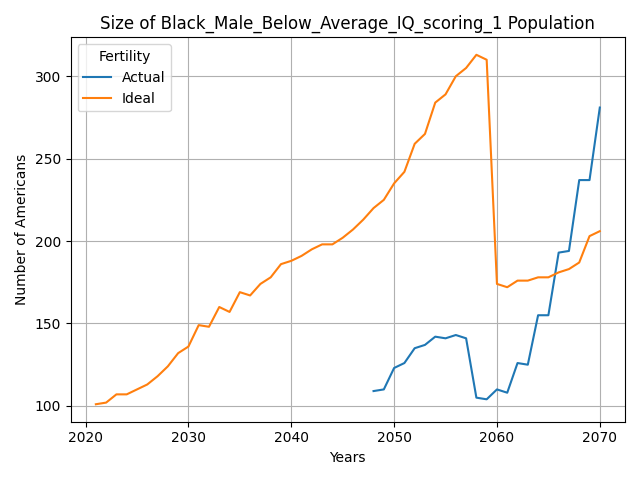 Size of Black_Male_Below_Average_IQ_scoring_1 Population
Fertility
Actual
Ideal
300
250
200
150
100
Number of Americans
2020
2030
2040
2050
2060
2070
Years